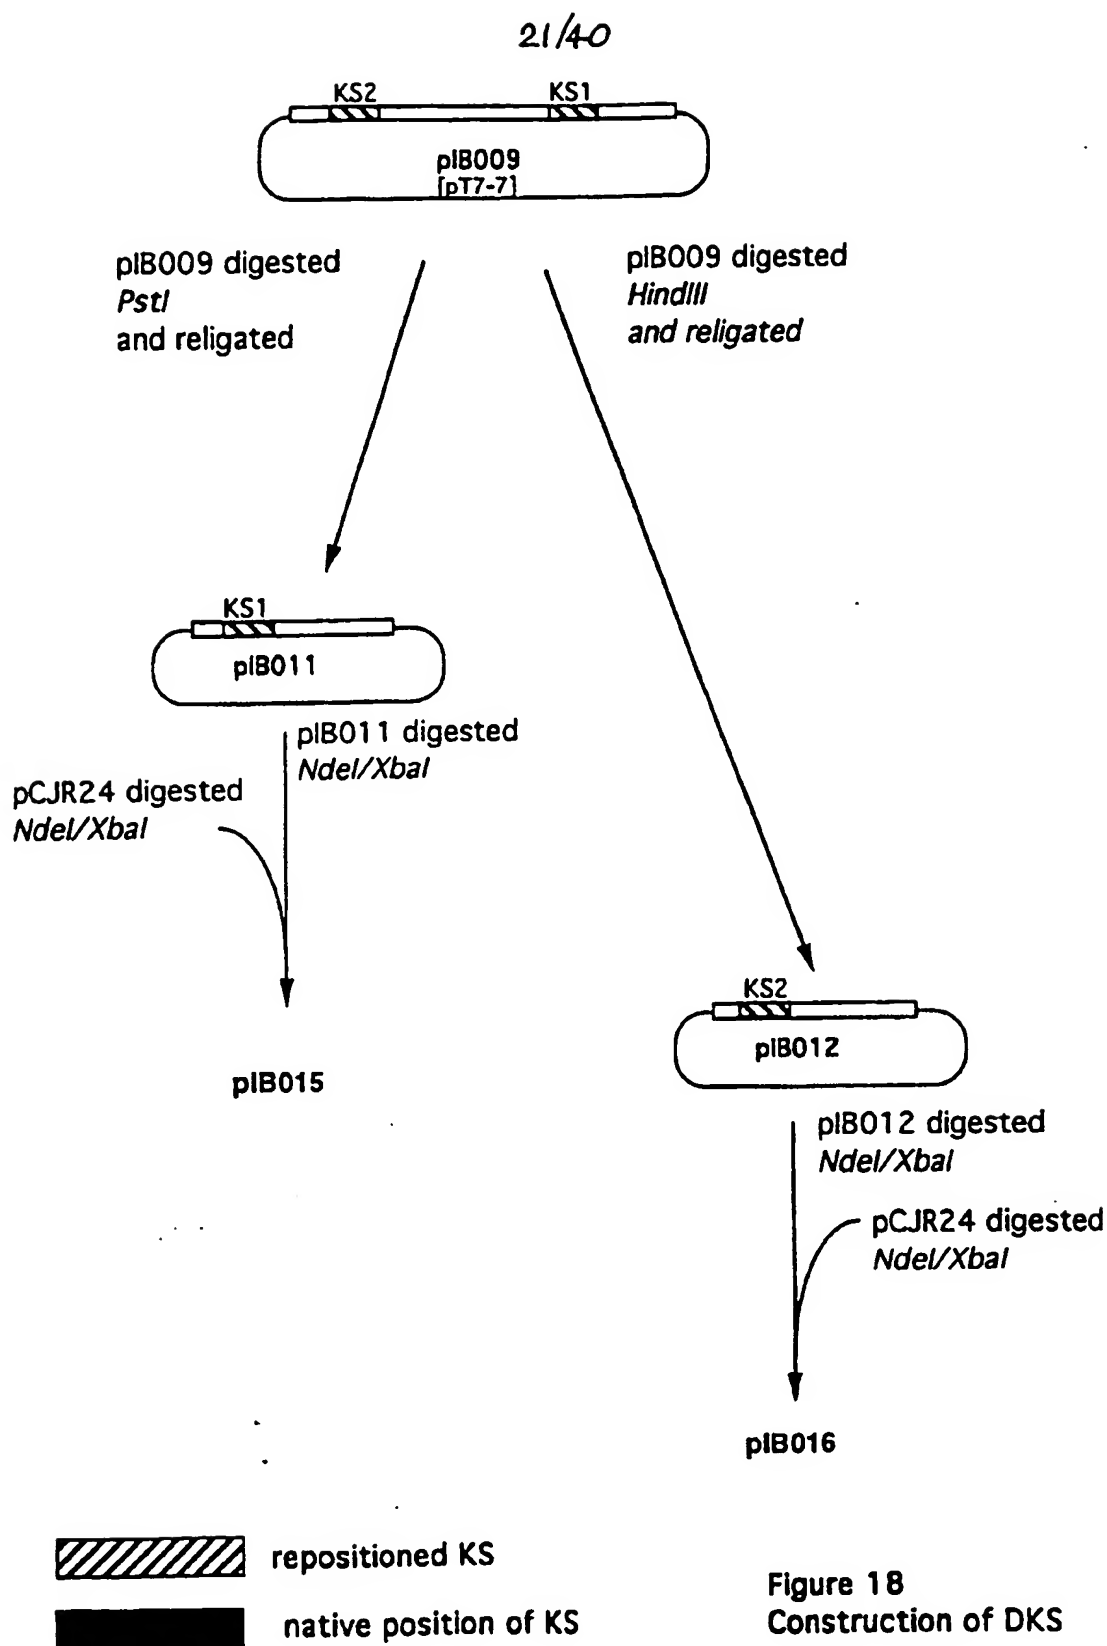 21/40
KS2 KS1
pIB009
[pT7-7]
pIB009 digested
PstI
and religated
pIB009 digested
HindIII
and religated
KS1
pIB011
pIB011 digested
NdeI/XbaI
pCJR24 digested
NdeI/XbaI
pIB015
KS2
pIB012
pIB012 digested
NdeI/XbaI
pCJR24 digested
NdeI/XbaI
pIB016
repositioned KS
native position of KS
Figure 18
Construction of DKS